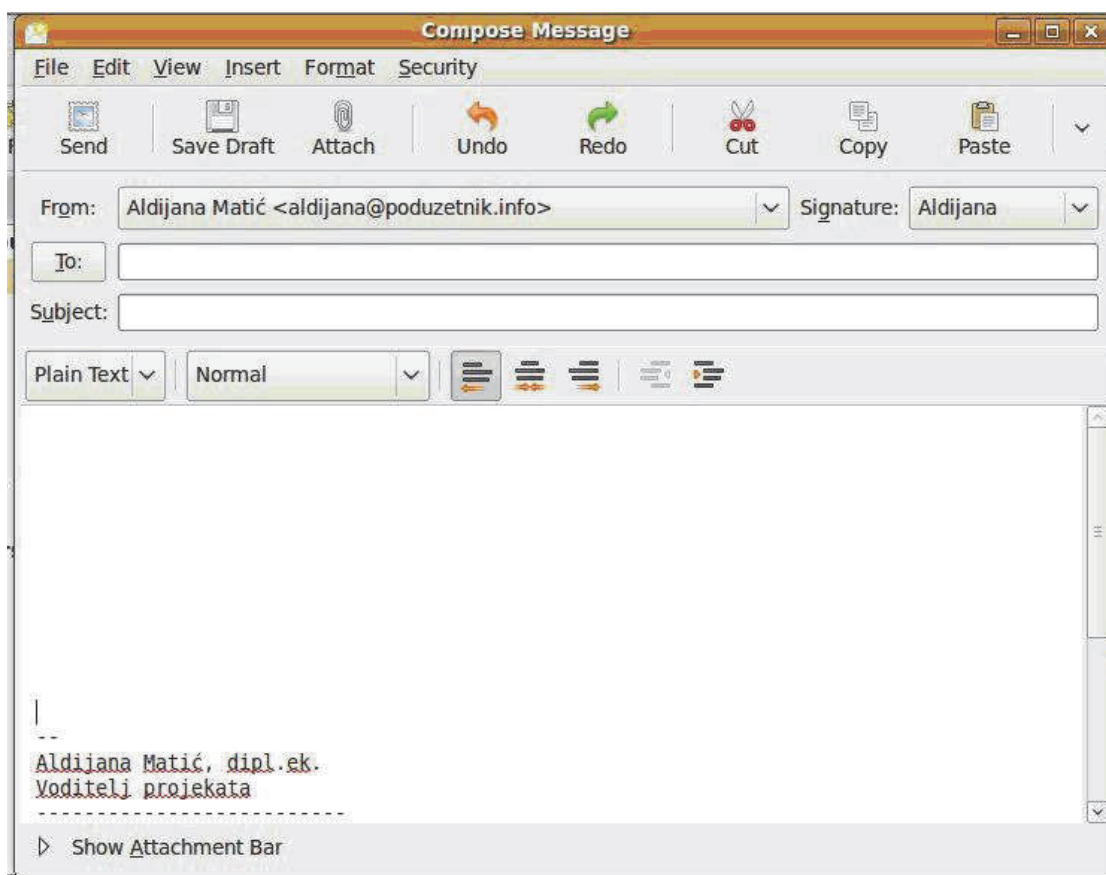 Compose Message
File Edit View Insert Format Security
Send Save Draft Attach Undo Redo Cut Copy Paste
From: Aldijana Matić <aldijana@poduzetnik.info> Signature: Aldijana
To:
Subject:
Plain Text Normal
--
Aldijana Matić, dipl.ek.
Voditelj projekata
--------------------------
Show Attachment Bar